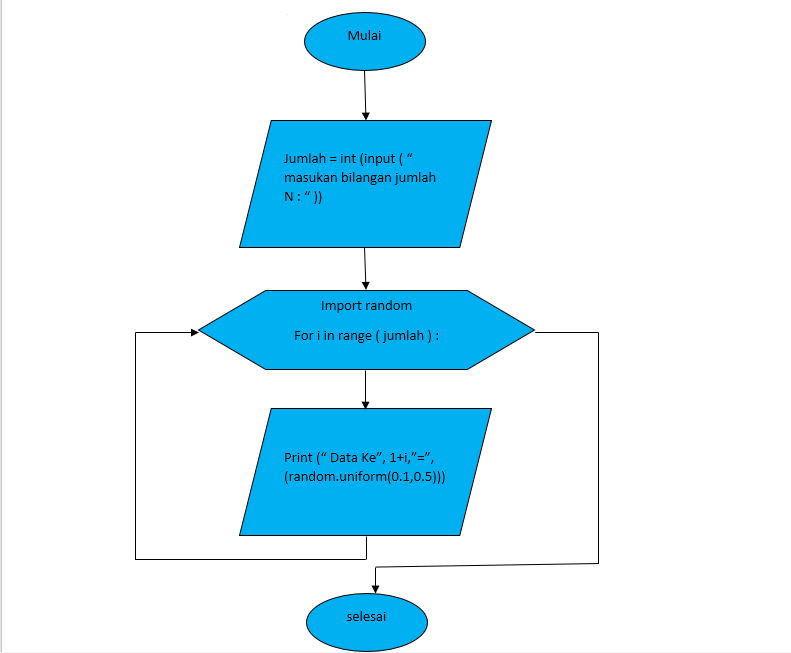 Mulai
Jumlah = int (input ( “
masukan bilangan jumlah
N : “ ))
Import random
For i in range ( jumlah ) :
Print (“ Data Ke”, 1+i,”=”,
(random.uniform(0.1,0.5)))
selesai